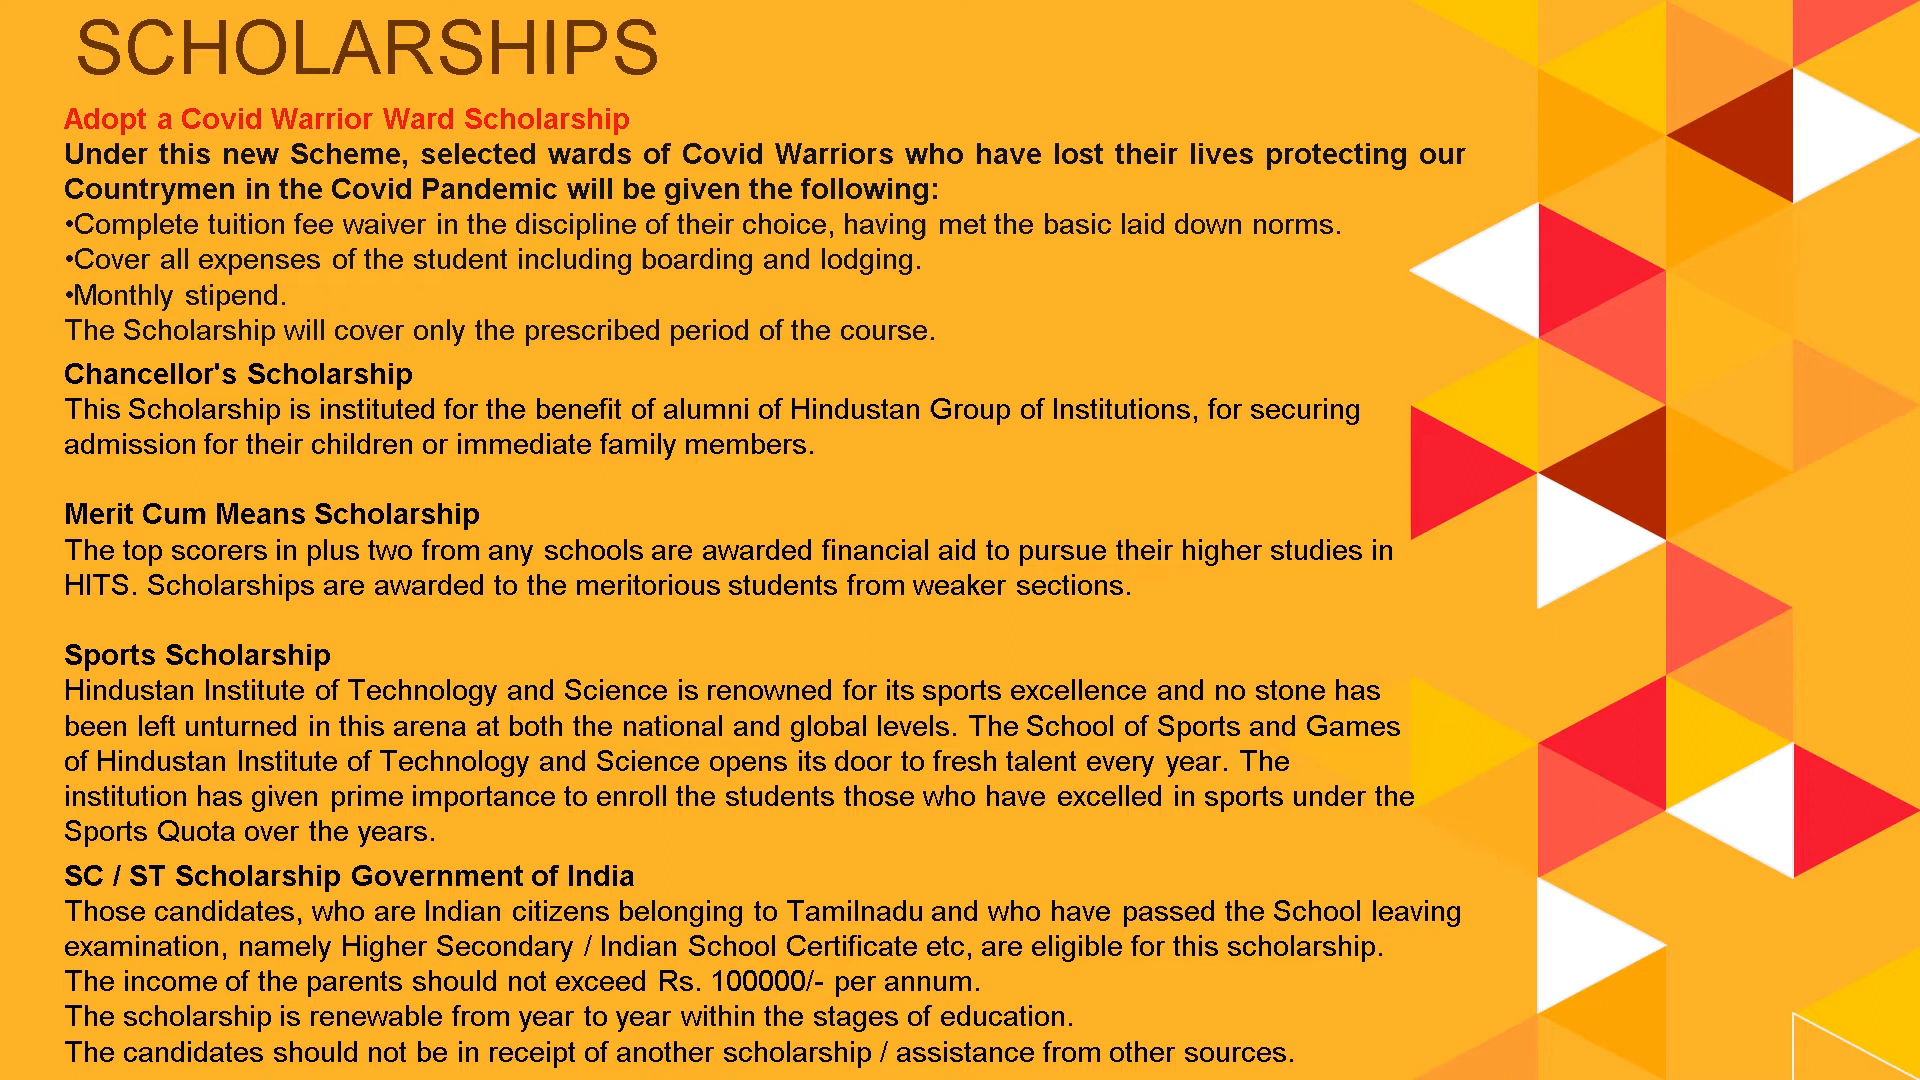 SCHOLARSHIPS
Adopt a Covid Warrior Ward Scholarship
Under this new Scheme, selected wards of Covid Warriors who have lost their lives protecting our
Countrymen in the Covid Pandemic will be given the following:
•Complete tuition fee waiver in the discipline of their choice, having met the basic laid down norms.
•Cover all expenses of the student including boarding and lodging.
•Monthly stipend.
The Scholarship will cover only the prescribed period of the course.
Chancellor's Scholarship
This Scholarship is instituted for the benefit of alumni of Hindustan Group of Institutions, for securing
admission for their children or immediate family members.
Merit Cum Means Scholarship
The top scorers in plus two from any schools are awarded financial aid to pursue their higher studies in
HITS. Scholarships are awarded to the meritorious students from weaker sections.
Sports Scholarship
Hindustan Institute of Technology and Science is renowned for its sports excellence and no stone has
been left unturned in this arena at both the national and global levels. The School of Sports and Games
of Hindustan Institute of Technology and Science opens its door to fresh talent every year. The
institution has given prime importance to enroll the students those who have excelled in sports under the
Sports Quota over the years.
SC / ST Scholarship Government of India
Those candidates, who are Indian citizens belonging to Tamilnadu and who have passed the School leaving
examination, namely Higher Secondary / Indian School Certificate etc, are eligible for this scholarship.
The income of the parents should not exceed Rs. 100000/- per annum.
The scholarship is renewable from year to year within the stages of education.
The candidates should not be in receipt of another scholarship / assistance from other sources.